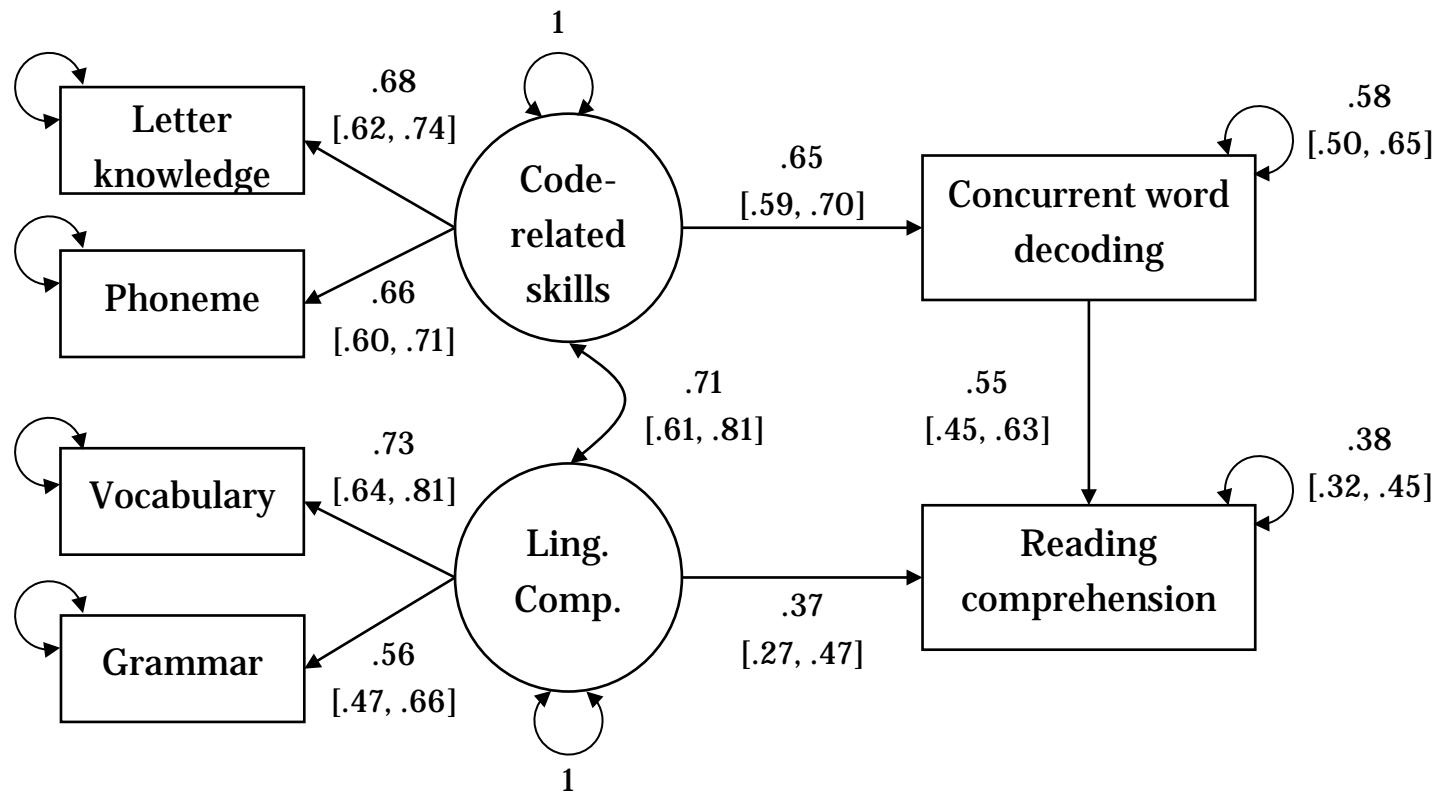 1
.68
[.62, .74]
Letter
knowledge
Code-
related
skills
.65
[.59, .70]
Concurrent word
decoding
.58
[.50, .65]
Phoneme
.66
[.60, .71]
.71
[.61, .81]
.55
[.45, .63]
Vocabulary
.73
[.64, .81]
Ling.
Comp.
.37
[.27, .47]
Reading
comprehension
.38
[.32, .45]
Grammar
.56
[.47, .66]
1